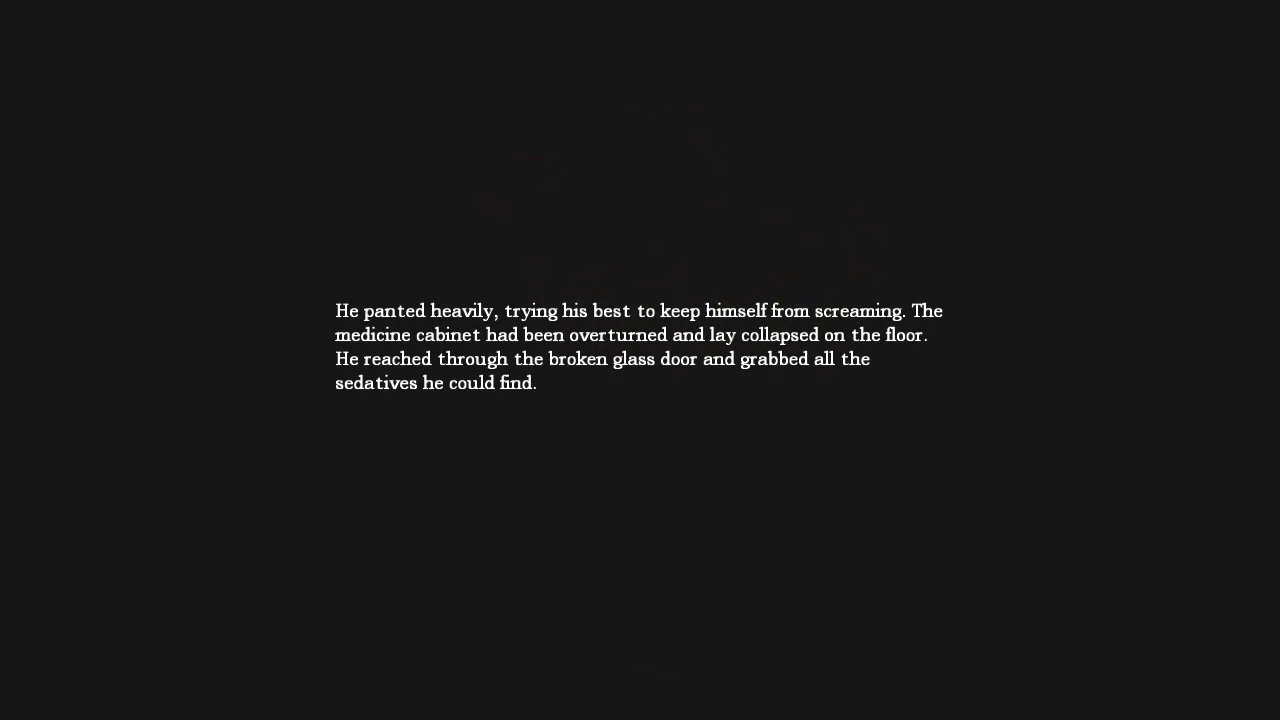 He panted heavily, trying his best to keep himself from screaming. The
medicine cabinet had been overturned and lay collapsed on the floor.
He reached through the broken glass door and grabbed all the
sedatives he could find.